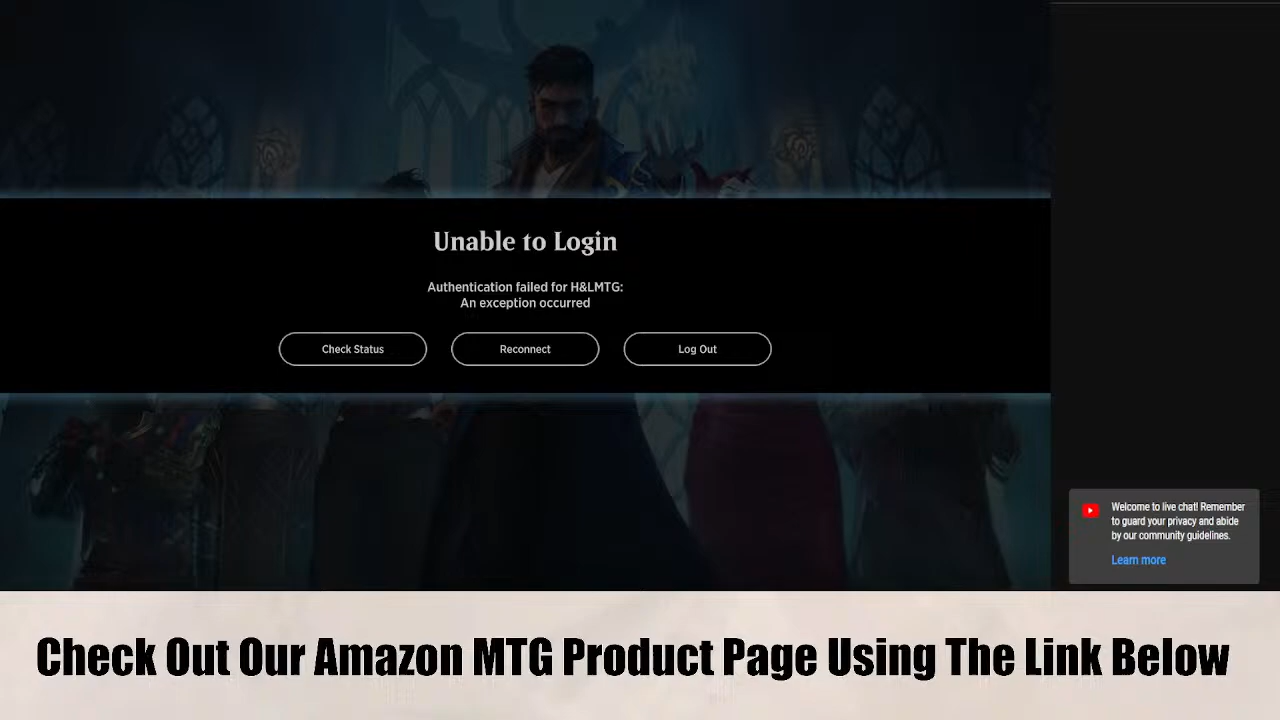 Unable to Login
Authentication failed for H&LMTG:
An exception occurred
Check Status
Reconnect
Log Out
Welcome to live chat! Remember
to guard your privacy and abide
by our community guidelines.
Learn more
Check Out Our Amazon MTG Product Page Using The Link Below